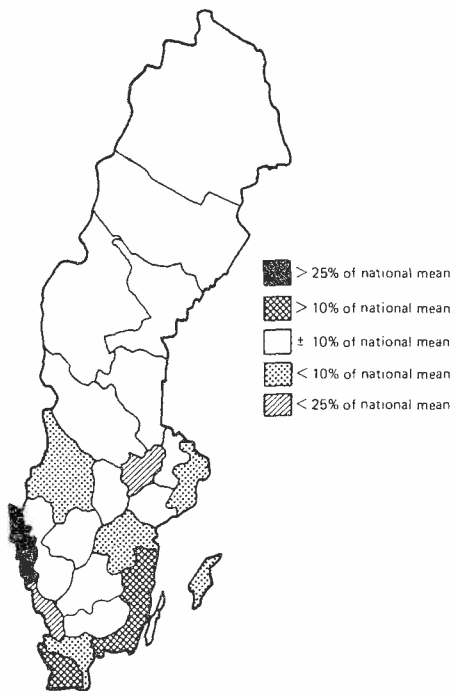 > 25% of national mean
> 10% of national mean
± 10% of national mean
< 10% of national mean
< 25% of national mean